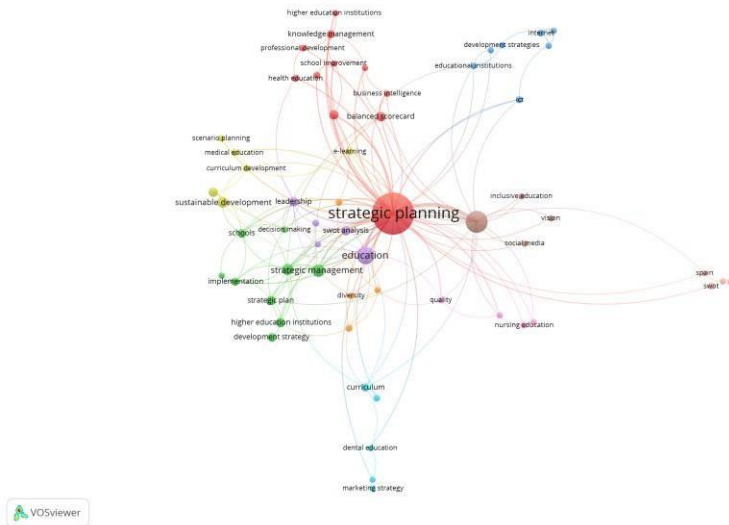 higher education institutions
knowledge management
professional development
school improvement
health education
business intelligence
balanced scorecard
internet
development strategies
educational institutions
ict
scenario planning
medical education
curriculum development
e-learning
sustainable development
leadership
strategic planning
inclusive education
vision
social media
schools
decision making
swot analysis
education
strategic management
implementation
spain
swot
strategic plan
diversity
quality
higher education institutions
development strategy
nursing education
curriculum
dental education
marketing strategy
VOSviewer